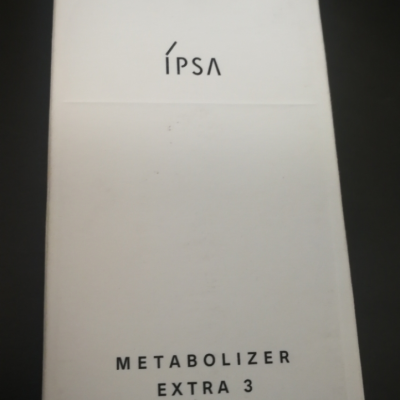 ÍPSA
METABOLIZER
EXTRA 3